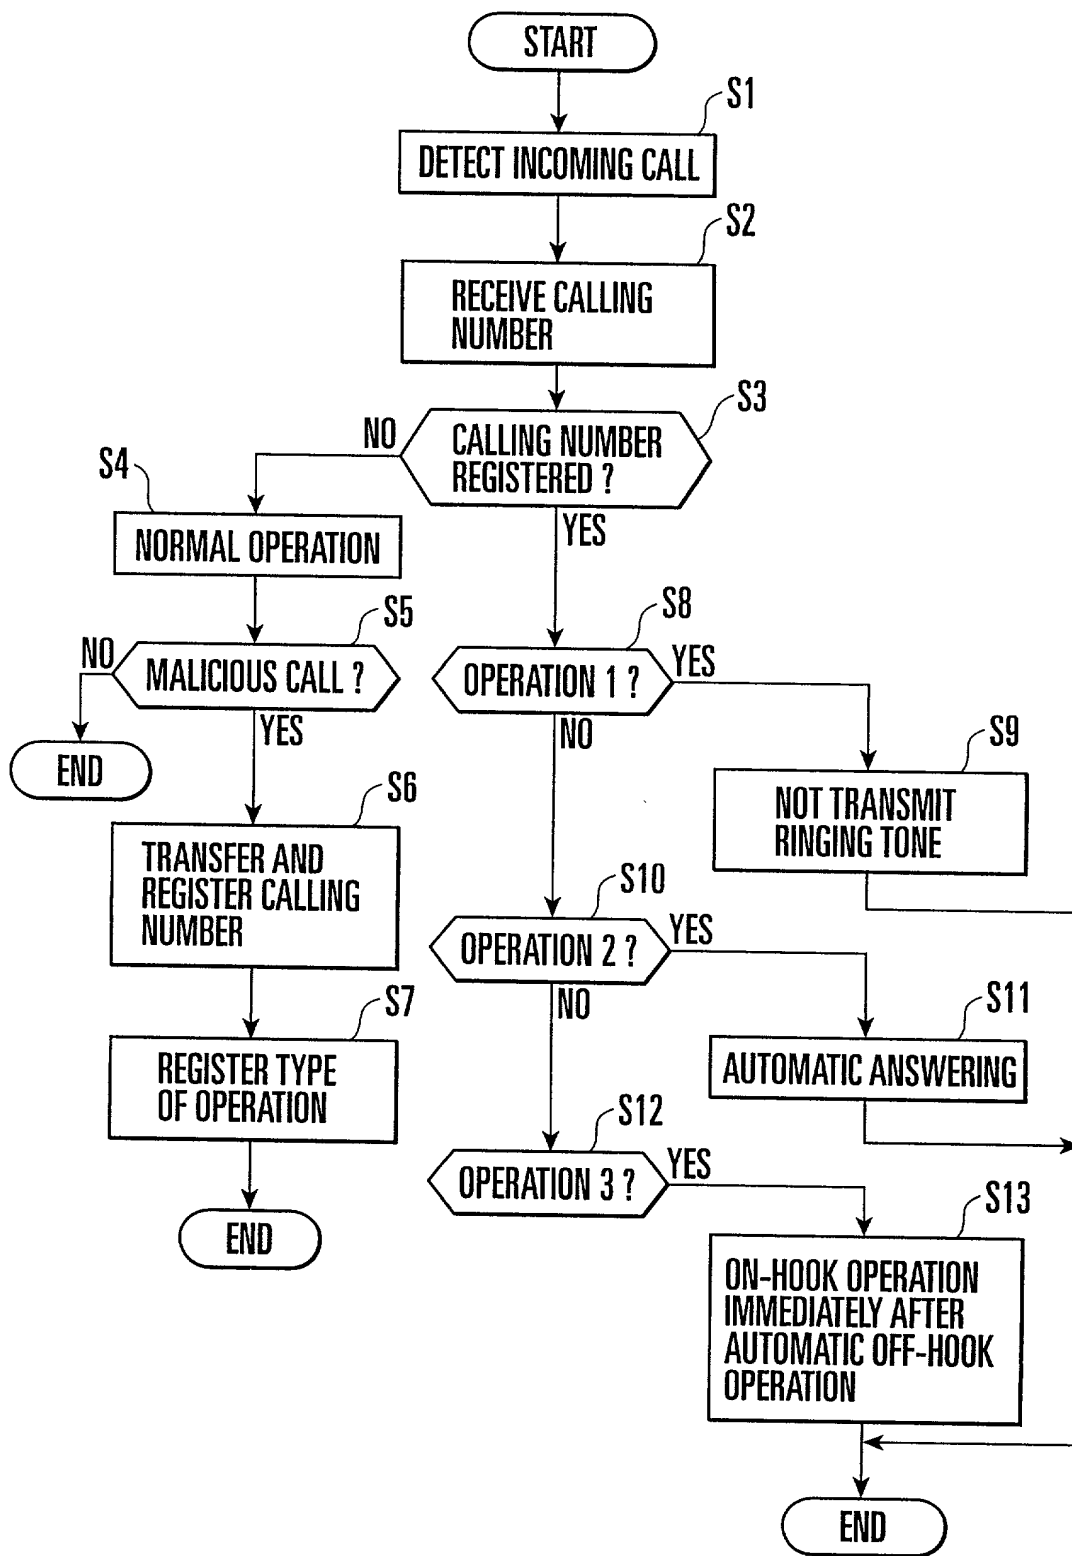 START
S1
DETECT INCOMING CALL
S2
RECEIVE CALLING
NUMBER
S3
NO
CALLING NUMBER
REGISTERED ?
S4
YES
NORMAL OPERATION
S5
S8
NO
MALICIOUS CALL ?
OPERATION 1 ?
YES
YES
NO
S9
END
S6
NOT TRANSMIT
RINGING TONE
TRANSFER AND
REGISTER CALLING
NUMBER
S10
OPERATION 2 ?
YES
S7
NO
S11
REGISTER TYPE
OF OPERATION
AUTOMATIC ANSWERING
S12
OPERATION 3 ?
YES
S13
END
ON-HOOK OPERATION
IMMEDIATELY AFTER
AUTOMATIC OFF-HOOK
OPERATION
END